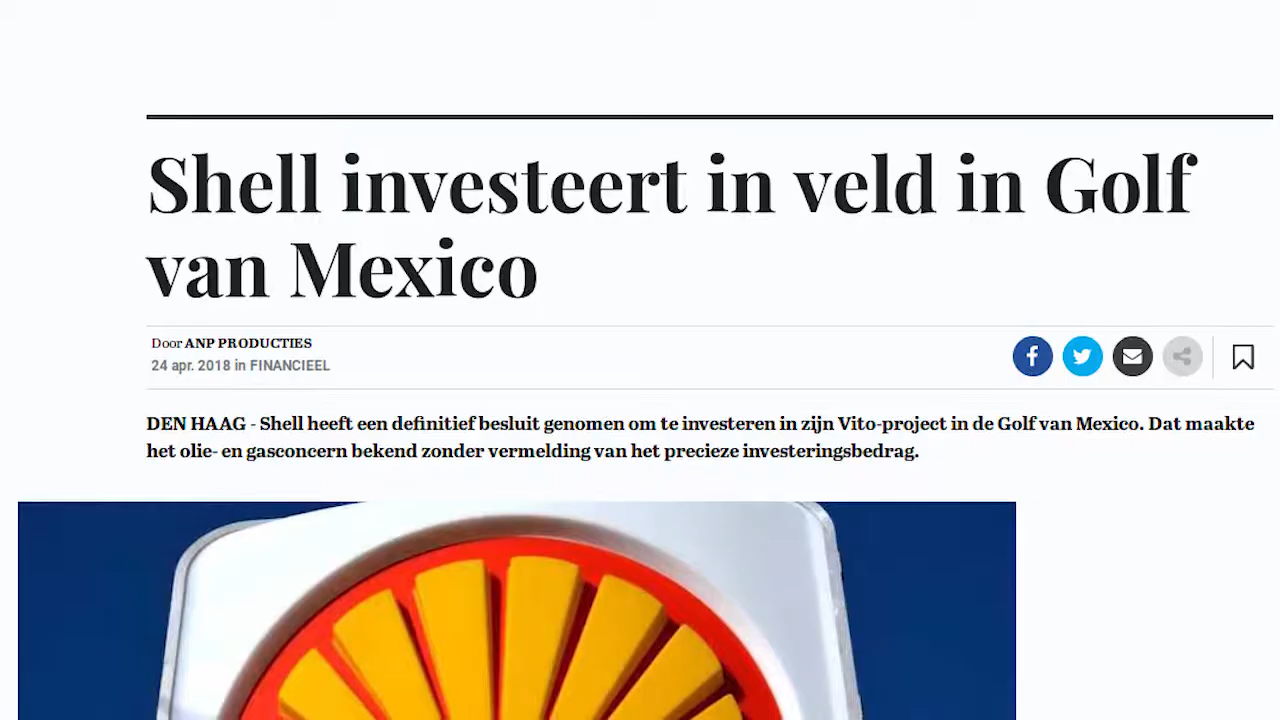 Shell investeert in veld in Golf
van Mexico
Door ANP PRODUCTIES
24 apr. 2018 in FINANCIEEL
DEN HAAG - Shell heeft een definitief besluit genomen om te investeren in zijn Vito-project in de Golf van Mexico. Dat maakte
het olie- en gasconcern bekend zonder vermelding van het precieze investeringsbedrag.